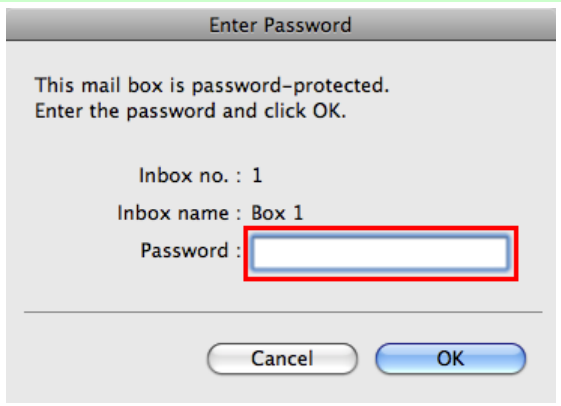 Enter Password
This mail box is password-protected.
Enter the password and click OK.
Inbox no. : 1
Inbox name : Box 1
Password :
Cancel OK